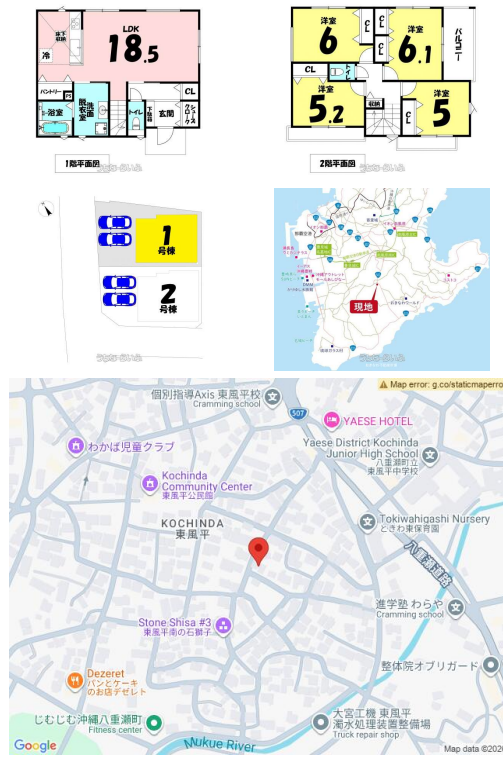 LDK
18.5
床下
収納
冷
パントリー
PS
浴室
洗面
脱衣室
トイレ
下駄箱
玄関
CL
シューズ
クローク
1階平面図
洋室
6
CL
CL
CL
洋室
6.1
バルコニー
CL
トイレ
洋室
5.2
収納
洋室
5
CL
2階平面図
1
号棟
2
号棟
現地
Map error: g.co/staticmaperro
個別指導Axis 東風平校
Cramming school
507
YAESE HOTEL
わかば児童クラブ
Yaese District Kochinda
Junior High School
八重瀬町立
東風平中学校
Kochinda
Community Center
東風平公民館
KOCHINDA
東風平
Tokiwahigashi Nursery
ときわ東保育園
八重瀬道路
進学塾 わらや
Cramming school
Stone Shisa #3
東風平南の石獅子
整体院オブリガード
Dezeret
パンとケーキ
のお店デゼレト
じむじむ沖縄八重瀬町
Fitness center
大宮工機 東風平
濁水処理装置整備場
Truck repair shop
Mukue River
Google
Map data ©2026